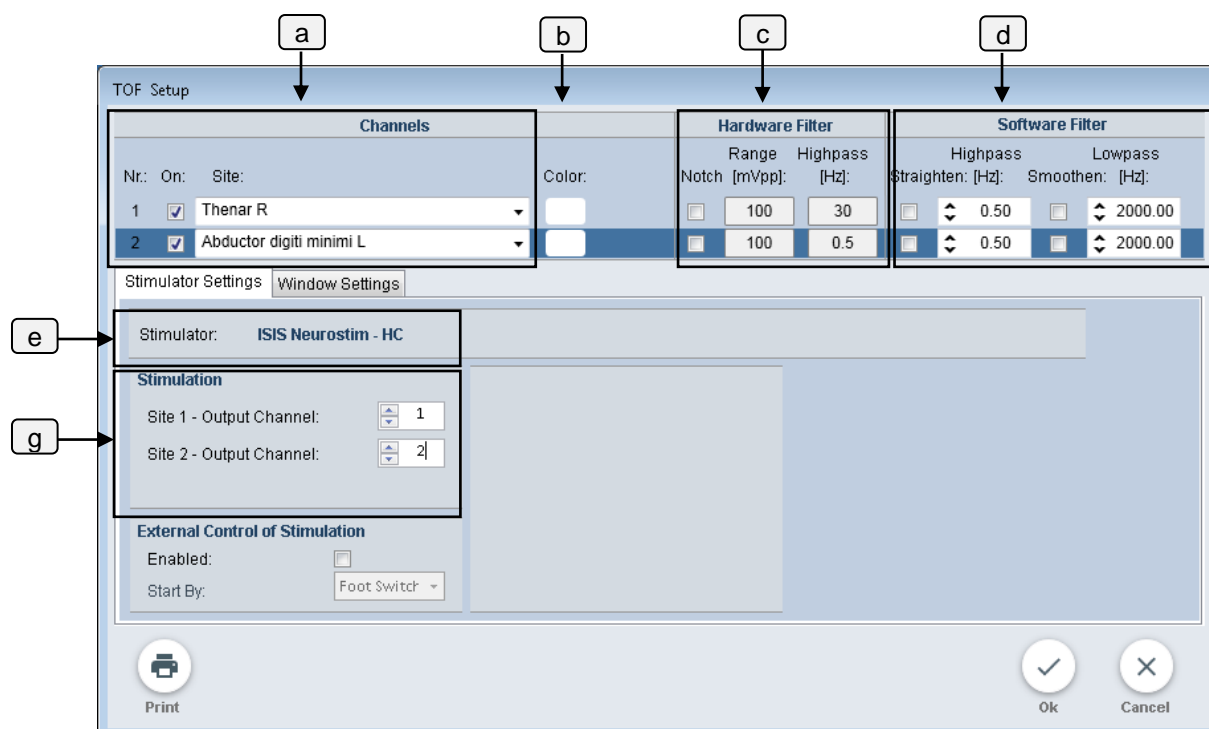 a b c d
TOF Setup
Channels Hardware Filter Software Filter
Range Highpass Highpass Lowpass
Nr.: On: Site: Color: Notch [mVpp]: [Hz]: Straighten: [Hz]: Smoothen: [Hz]:
1 Thenar R 100 30 0.50 2000.00
2 Abductor digiti minimi L 100 0.5 0.50 2000.00
Stimulator Settings Window Settings
e Stimulator: ISIS Neurostim - HC
Stimulation
Site 1 - Output Channel: 1
g
Site 2 - Output Channel: 2
External Control of Stimulation
Enabled:
Start By: Foot Switch
Print Ok Cancel